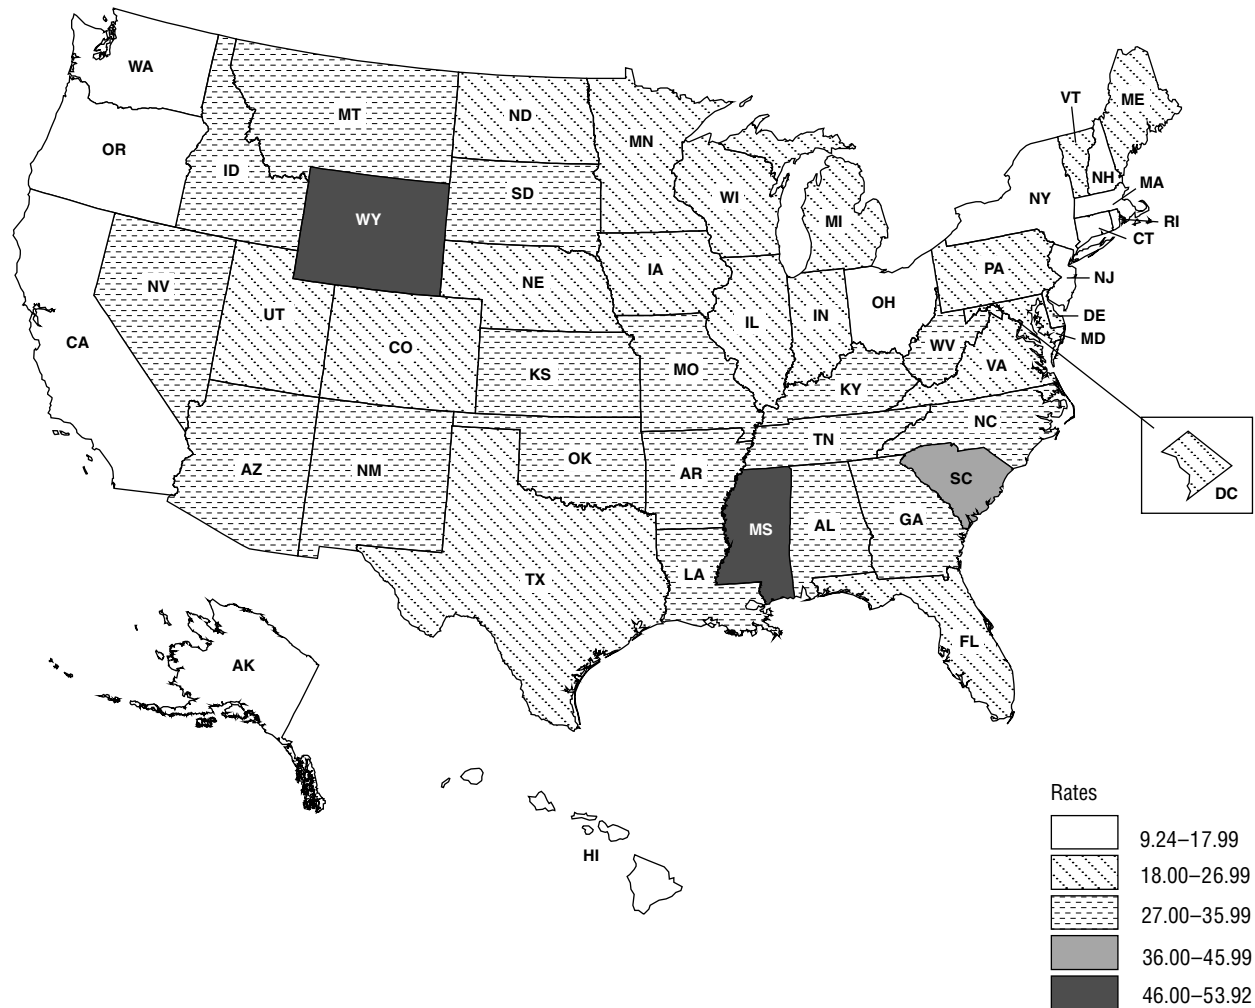 WA
MT
ND
MN
VT
ME
OR
ID
SD
WI
MI
NY
NH
MA
RI
CT
WY
NV
UT
NE
IA
PA
NJ
CA
CO
IL
IN
OH
DE
MD
KS
MO
WV
VA
KY
AZ
NM
OK
AR
TN
NC
DC
SC
MS
AL
GA
TX
LA
FL
AK
HI
Rates
9.24–17.99
18.00–26.99
27.00–35.99
36.00–45.99
46.00–53.92